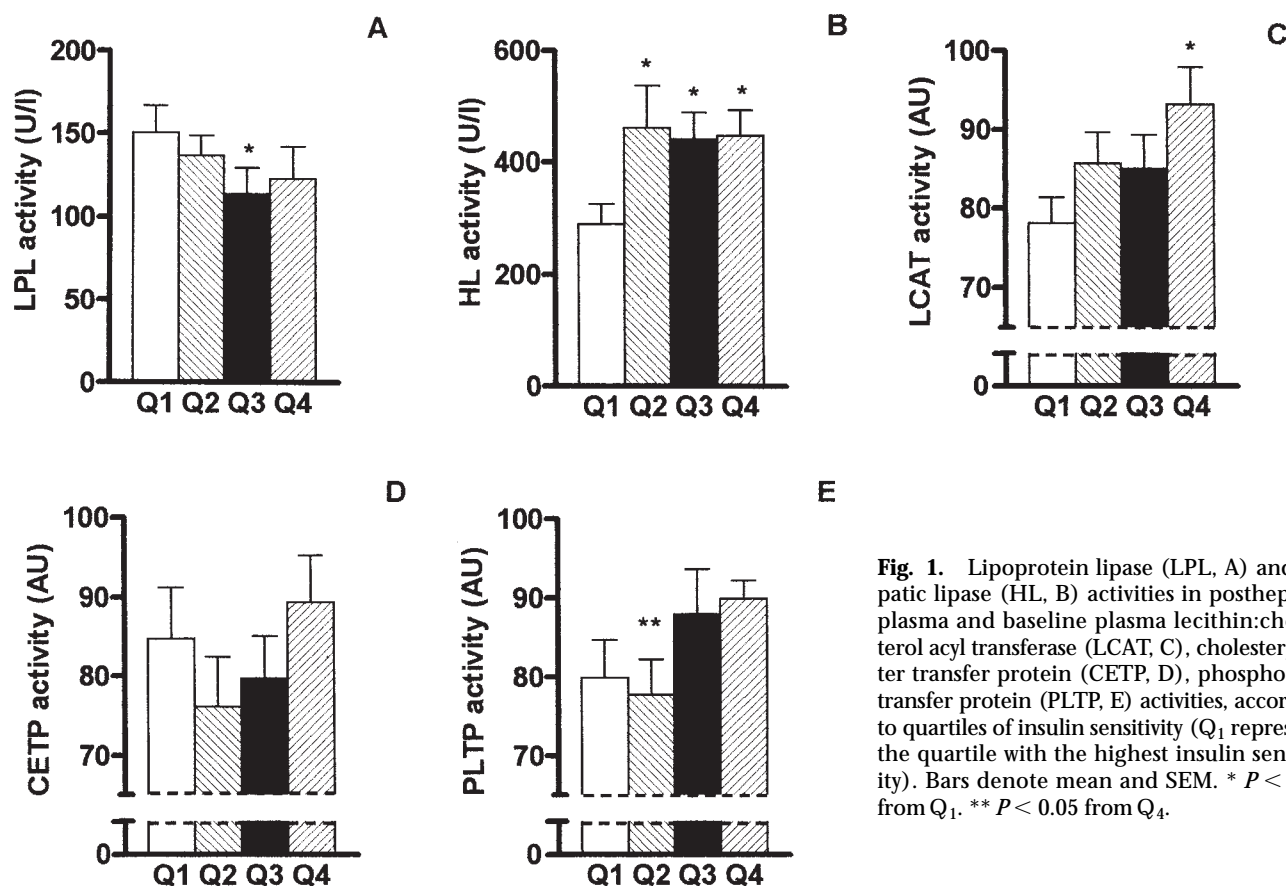 A
LPL activity (U/l)
200
150
100
50
0
*
Q1 Q2 Q3 Q4
B
HL activity (U/l)
600
400
200
0
* * *
Q1 Q2 Q3 Q4
C
LCAT activity (AU)
100
90
80
70
0
*
Q1 Q2 Q3 Q4
D
CETP activity (AU)
100
90
80
70
0
Q1 Q2 Q3 Q4
E
PLTP activity (AU)
100
90
80
70
0
**
Q1 Q2 Q3 Q4
Fig. 1. Lipoprotein lipase (LPL, A) and
patic lipase (HL, B) activities in posthep
plasma and baseline plasma lecithin:cho
terol acyl transferase (LCAT, C), cholester
ter transfer protein (CETP, D), phospho
transfer protein (PLTP, E) activities, accor
to quartiles of insulin sensitivity (Q₁ repres
the quartile with the highest insulin sen
ity). Bars denote mean and SEM. * P <
from Q₁. ** P < 0.05 from Q₄.